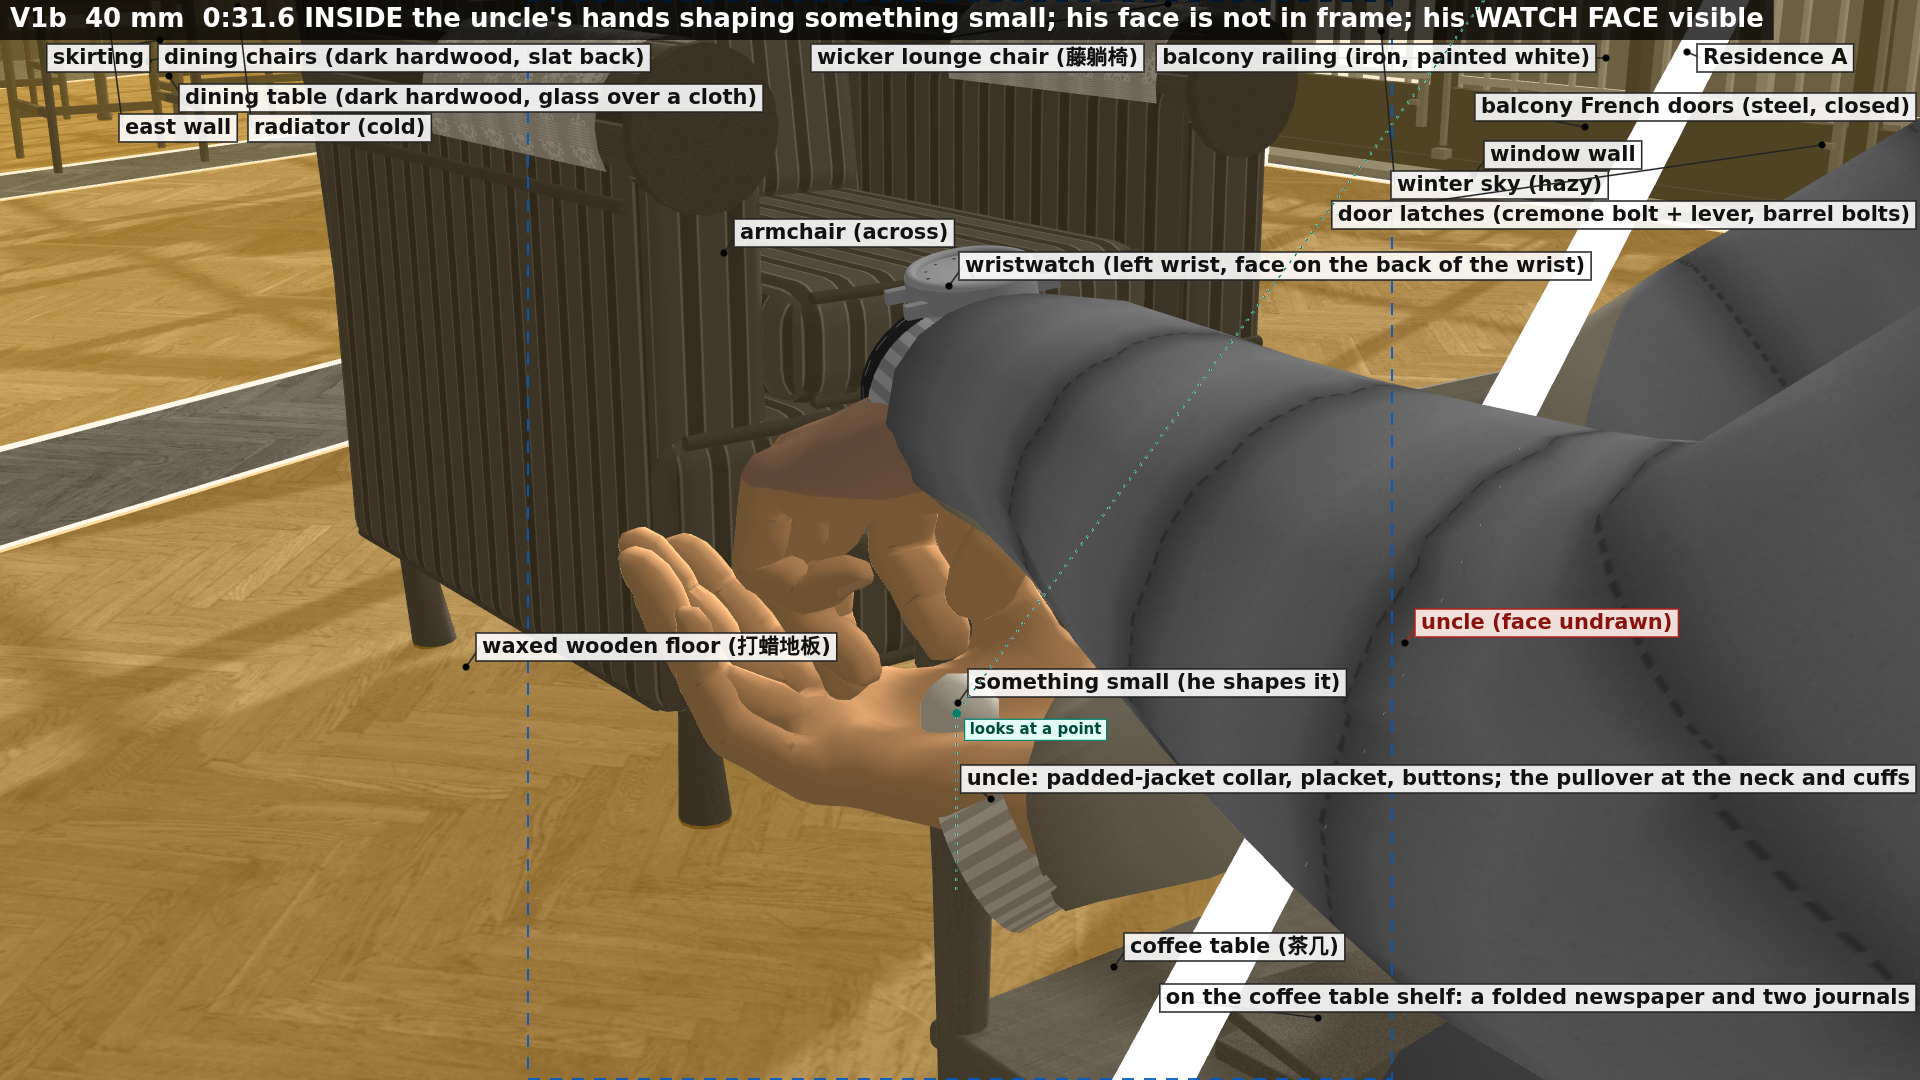 V1b 40 mm 0:31.6 INSIDE the uncle's hands shaping something small; his face is not in frame; his WATCH FACE visible
skirting
dining chairs (dark hardwood, slat back)
wicker lounge chair (藤躺椅)
balcony railing (iron, painted white)
Residence A
dining table (dark hardwood, glass over a cloth)
balcony French doors (steel, closed)
east wall
radiator (cold)
window wall
winter sky (hazy)
door latches (cremone bolt + lever, barrel bolts)
armchair (across)
wristwatch (left wrist, face on the back of the wrist)
uncle (face undrawn)
waxed wooden floor (打蜡地板)
something small (he shapes it)
looks at a point
uncle: padded-jacket collar, placket, buttons; the pullover at the neck and cuffs
coffee table (茶几)
on the coffee table shelf: a folded newspaper and two journals